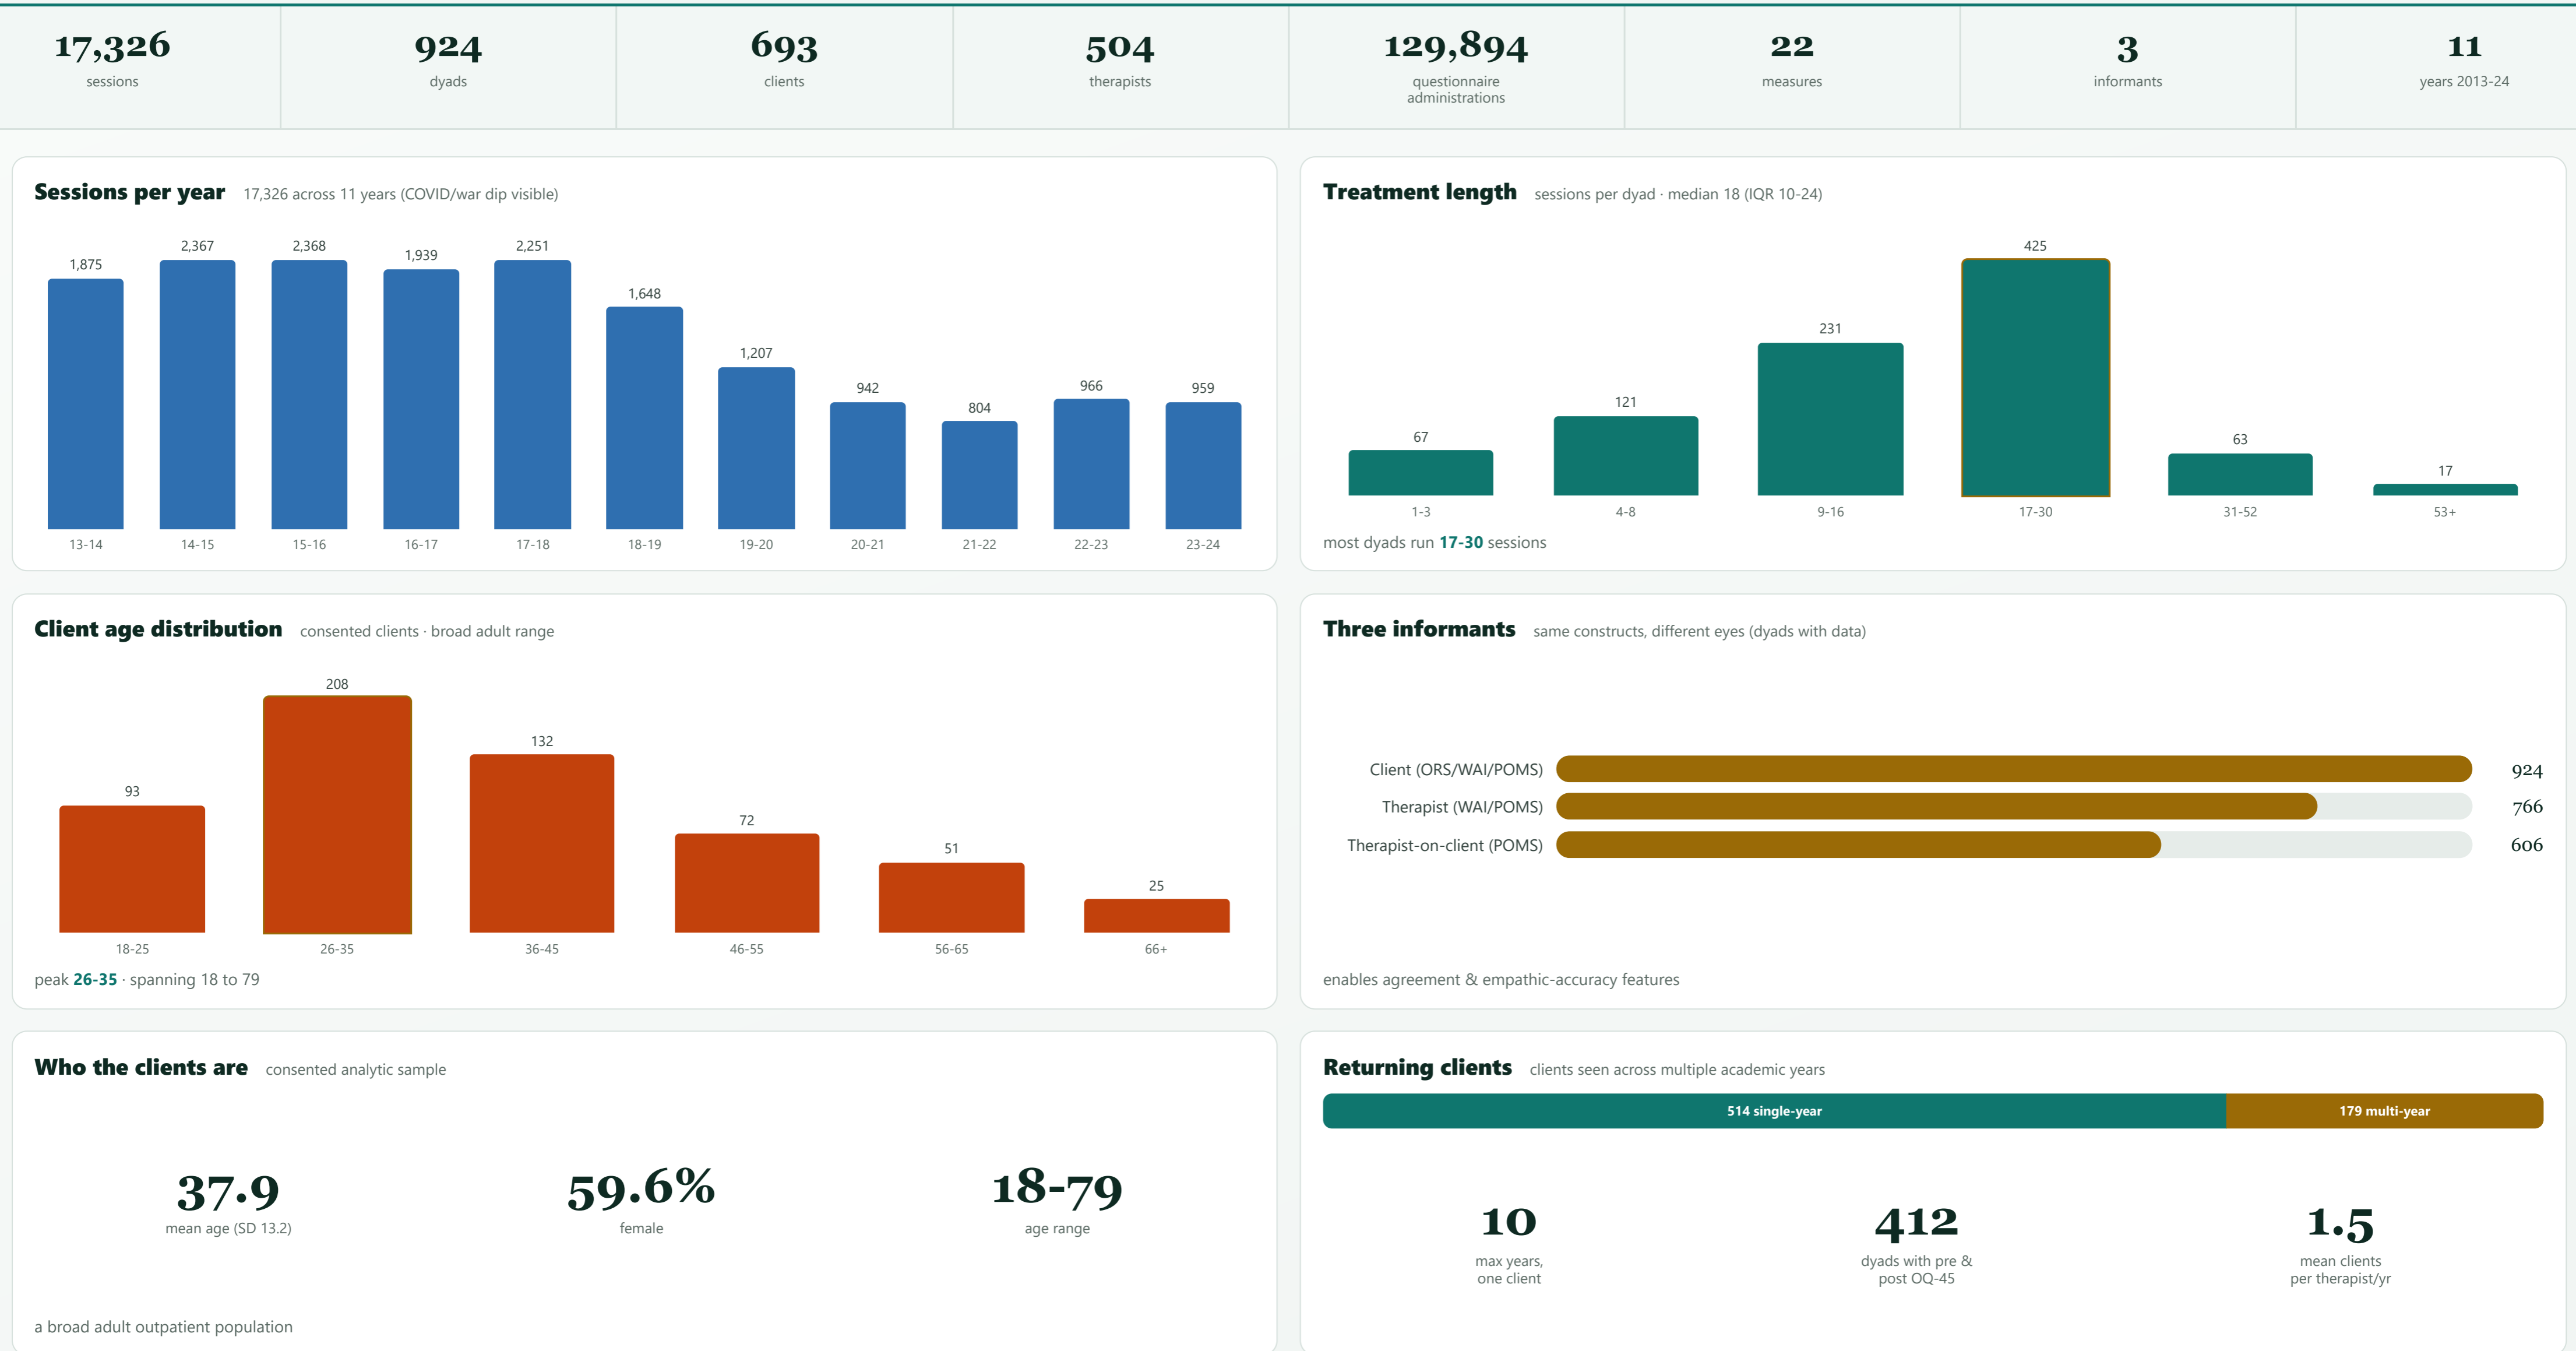 17,326
sessions
924
dyads
693
clients
504
therapists
129,894
questionnaire
administrations
22
measures
3
informants
11
years 2013-24
Sessions per year 17,326 across 11 years (COVID/war dip visible)
1,875 2,367 2,368 1,939 2,251 1,648 1,207 942 804 966 959
13-14 14-15 15-16 16-17 17-18 18-19 19-20 20-21 21-22 22-23 23-24
Treatment length sessions per dyad · median 18 (IQR 10-24)
67 121 231 425 63 17
1-3 4-8 9-16 17-30 31-52 53+
most dyads run 17-30 sessions
Client age distribution consented clients · broad adult range
93 208 132 72 51 25
18-25 26-35 36-45 46-55 56-65 66+
peak 26-35 · spanning 18 to 79
Three informants same constructs, different eyes (dyads with data)
Client (ORS/WAI/POMS) 924
Therapist (WAI/POMS) 766
Therapist-on-client (POMS) 606
enables agreement & empathic-accuracy features
Who the clients are consented analytic sample
37.9
mean age (SD 13.2)
59.6%
female
18-79
age range
a broad adult outpatient population
Returning clients clients seen across multiple academic years
514 single-year 179 multi-year
10
max years,
one client
412
dyads with pre &
post OQ-45
1.5
mean clients
per therapist/yr